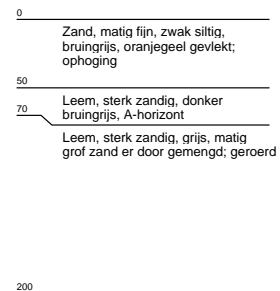 0
Zand, matig fijn, zwak siltig,
bruingrijs, oranjegeel gevlekt;
ophoging
50
Leem, sterk zandig, donker
bruingrijs, A-horizont
70
Leem, sterk zandig, grijs, matig
grof zand er door gemengd; geroerd
200